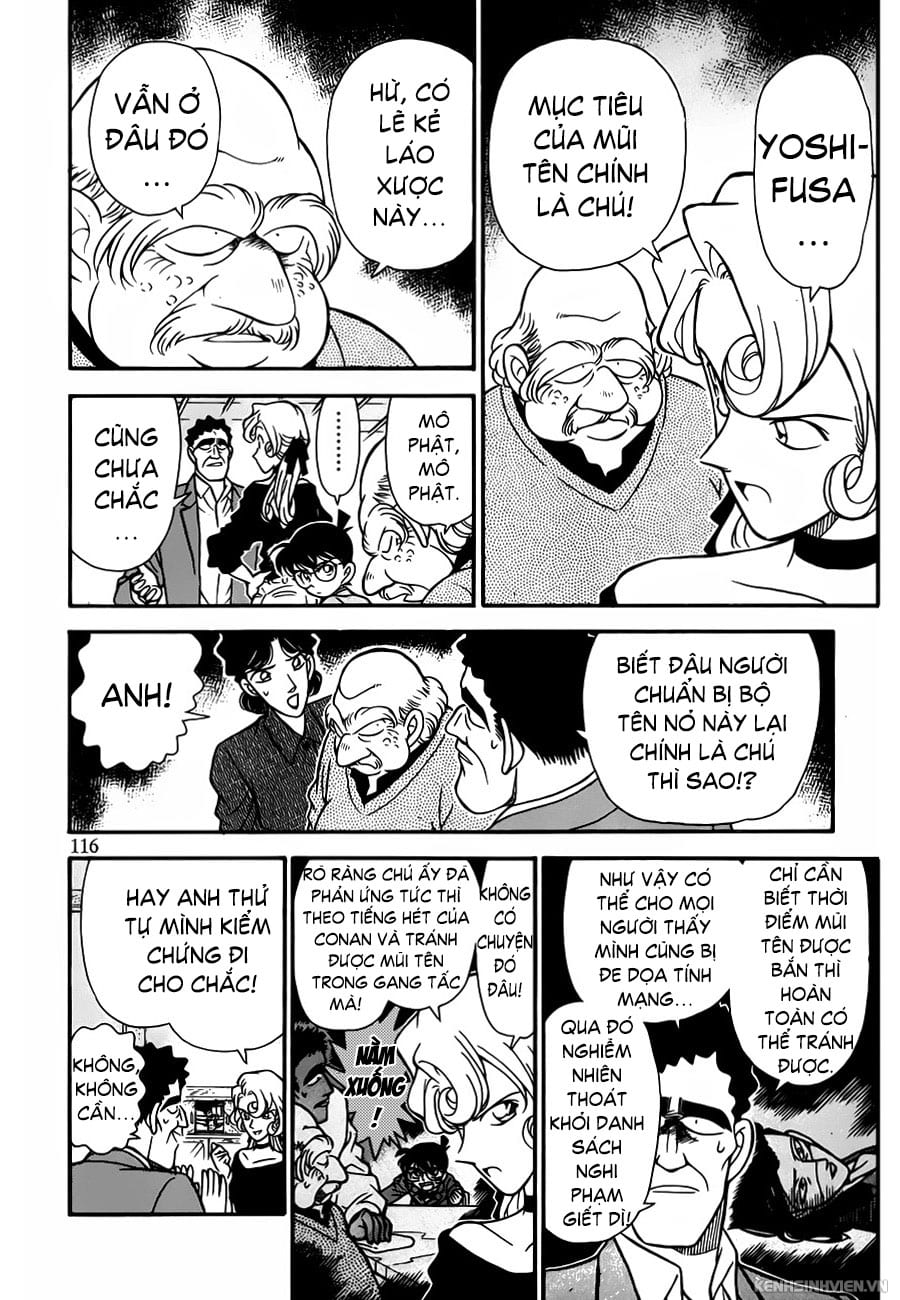 YOSHI-
FUSA
...
MỤC TIÊU
CỦA MŨI
TÊN CHÍNH
LÀ CHÚ!
HỪ, CÓ
LẼ KẺ
LÁO
XƯỢC
NÀY...
VẪN Ở
ĐÂU ĐÓ
...
MÔ
PHẬT,
MÔ
PHẬT.
.........
CŨNG
CHƯA
CHẮC
...
BIẾT ĐÂU NGƯỜI
CHUẨN BỊ BỘ
TÊN NỎ NÀY LẠI
CHÍNH LÀ CHÚ
THÌ SAO!?
ANH!
116
CHỈ CẦN
BIẾT THỜI
ĐIỂM MŨI
TÊN ĐƯỢC
BẮN THÌ
HOÀN
TOÀN CÓ
THỂ TRÁNH
ĐƯỢC.
NHƯ VẬY CÓ
THỂ CHO MỌI
NGƯỜI THẤY
MÌNH CŨNG BỊ
ĐE DỌA TÍNH
MẠNG...
QUA ĐÓ
NGHIỄM
NHIÊN
THOÁT
KHỎI DANH
SÁCH
NGHI
PHẠM
GIẾT DÌ!
KHÔNG
CÓ
CHUYỆN
ĐÓ
ĐÂU!
RÕ RÀNG CHÚ ẤY ĐÃ
PHẢN ỨNG TỨC THÌ
THEO TIẾNG HÉT CỦA
CONAN VÀ TRÁNH
ĐƯỢC MŨI TÊN
TRONG GANG TẤC
MÀ!
NẰM
XUỐNG
!
HAY ANH THỬ
TỰ MÌNH KIỂM
CHỨNG ĐI
CHO CHẮC!
KHÔNG,
KHÔNG
CẦN...
KENHSINHVIEN.VN